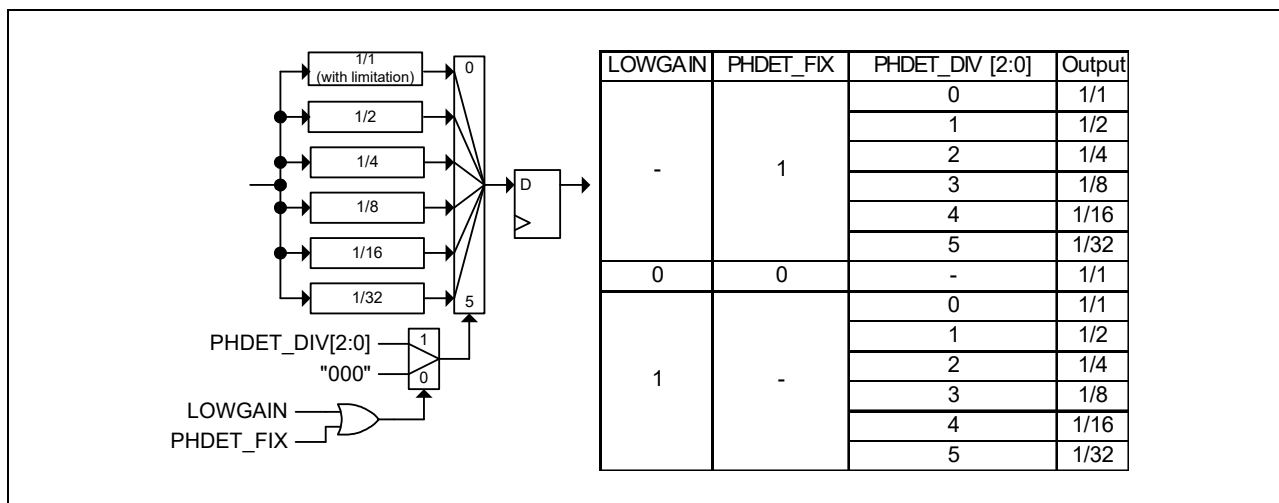 1/1
(with limitation)
1/2
1/4
1/8
1/16
1/32
0
5
D
PHDET_DIV[2:0]
"000"
1
0
LOWGAIN
PHDET_FIX
LOWGAIN PHDET_FIX PHDET_DIV [2:0] Output
- 1 0 1/1
1 1/2
2 1/4
3 1/8
4 1/16
5 1/32
0 0 - 1/1
1 - 0 1/1
1 1/2
2 1/4
3 1/8
4 1/16
5 1/32